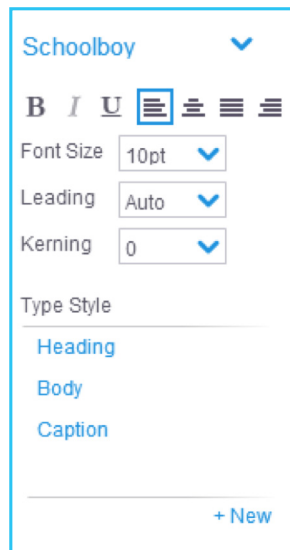 Schoolboy
B I U
Font Size 10pt
Leading Auto
Kerning 0
Type Style
Heading
Body
Caption
+ New